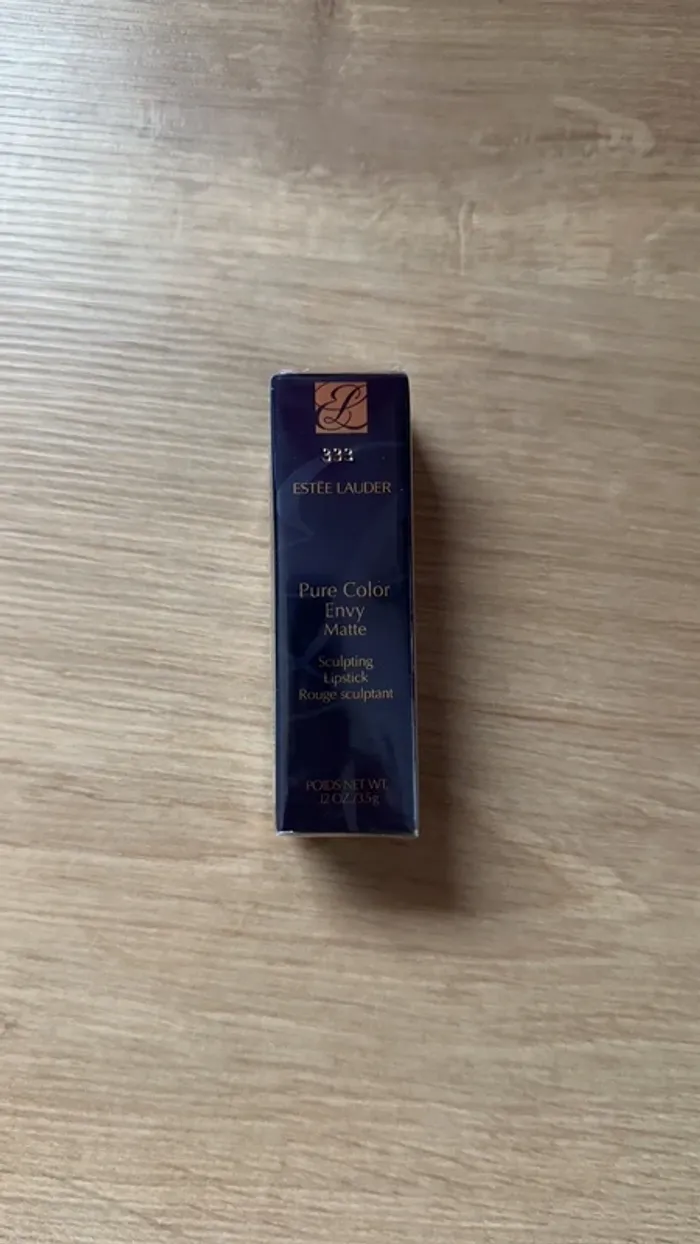 333
ESTĒE LAUDER
Pure Color
Envy
Matte
Sculpting
Lipstick
Rouge sculptant
POIDS NET WT.
.12 OZ./3.5g